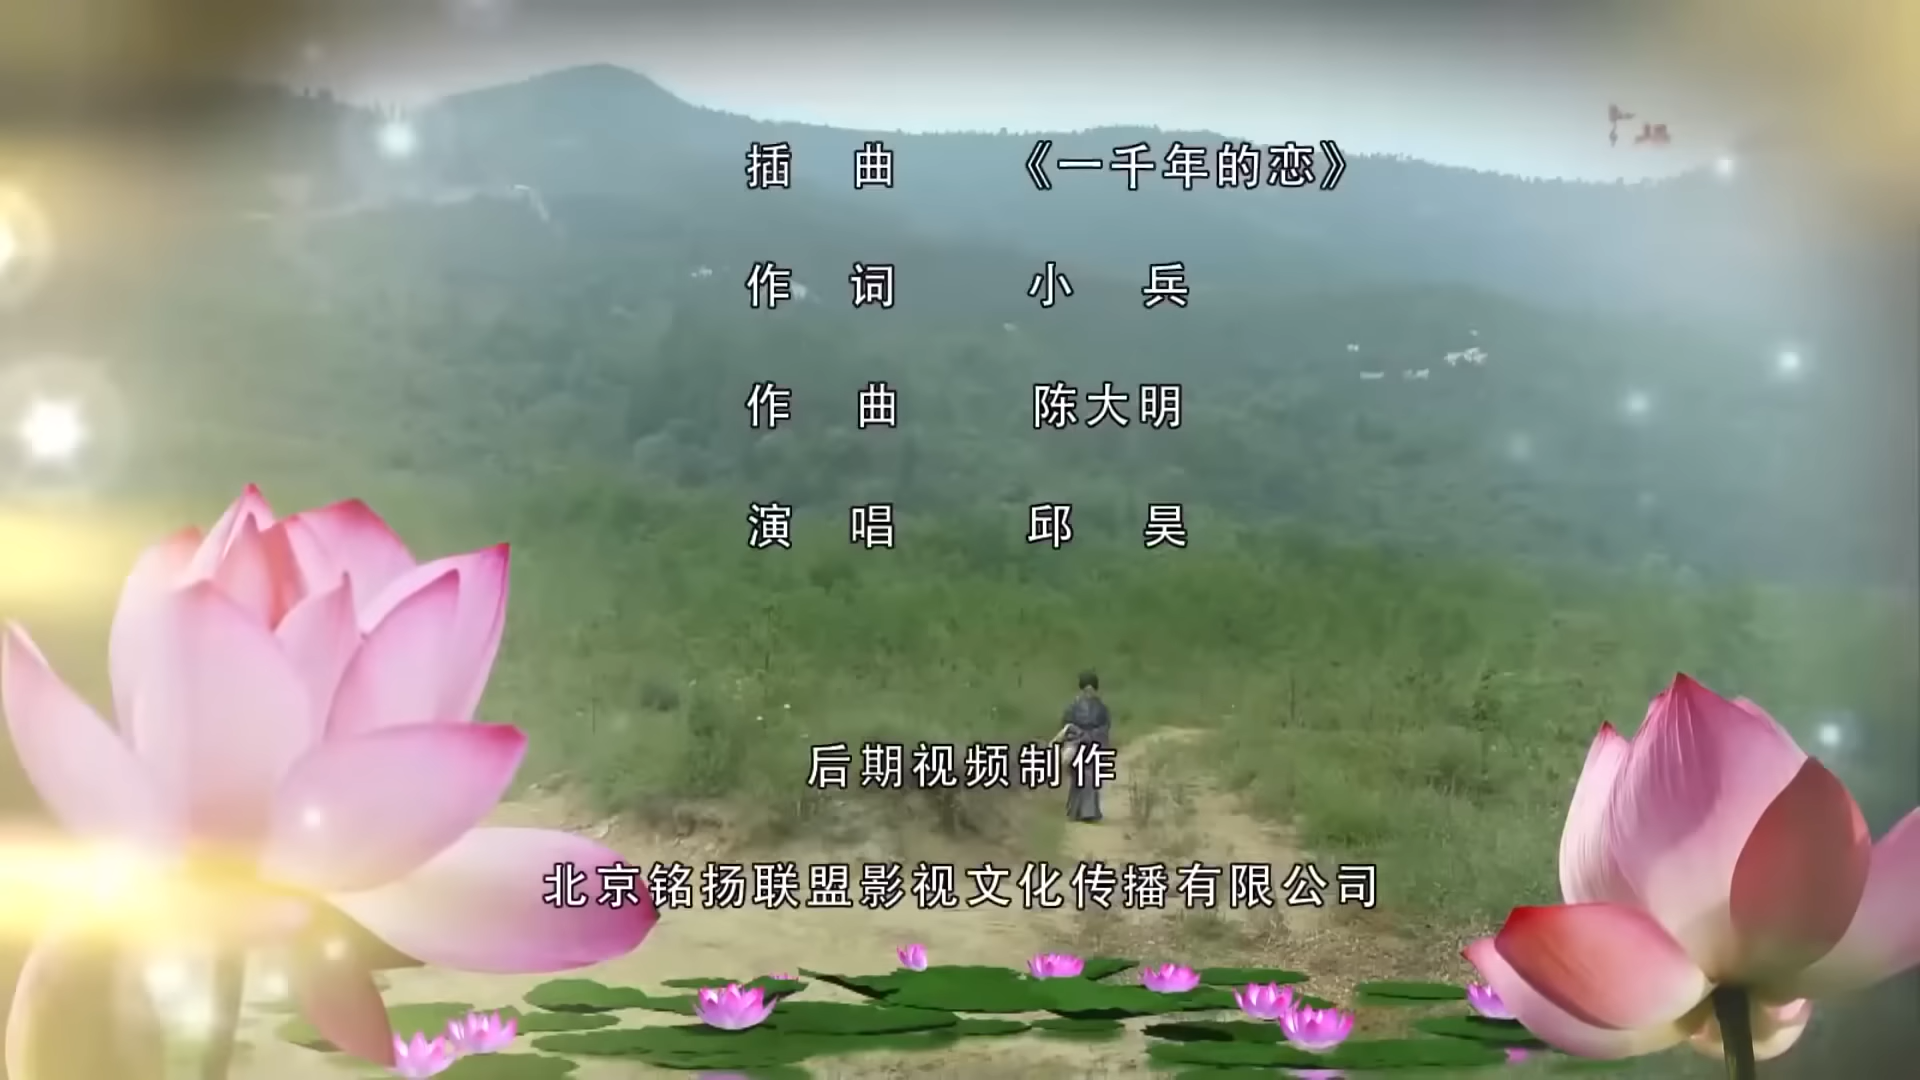 插曲 《一千年的恋》
作词 小兵
作曲 陈大明
演唱 邱昊
后期视频制作
北京铭扬联盟影视文化传播有限公司